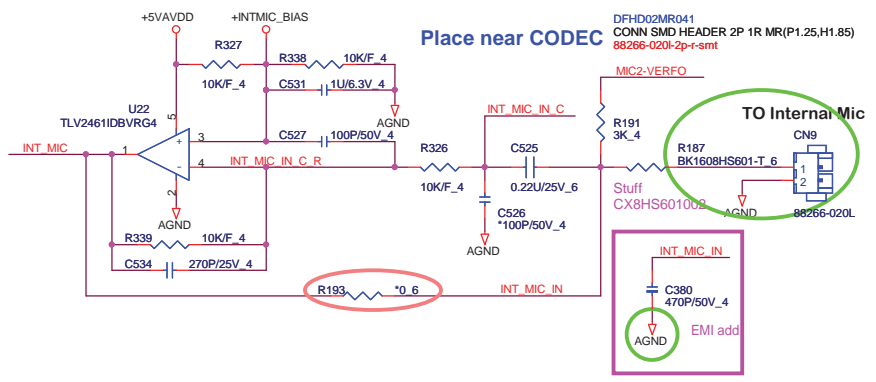 +5VAVDD
+INTMIC_BIAS
Place near CODEC
DFHD02MR041
CONN SMD HEADER 2P 1R MR(P1.25,H1.85)
88266-020l-2p-r-smt
R327
10K/F_4
R338
10K/F_4
C531
1U/6.3V_4
AGND
MIC2-VERFO
U22
TLV2461IDBVRG4
5
+
3
-
4
1
2
INT_MIC
AGND
C527
100P/50V_4
INT_MIC_IN_C_R
INT_MIC_IN_C
R326
10K/F_4
C525
0.22U/25V_6
C526
*100P/50V_4
AGND
R191
3K_4
TO Internal Mic
CN9
R187
BK1608HS601-T_6
1
2
Stuff
CX8HS601002
AGND
88266-020L
R339
10K/F_4
C534
270P/25V_4
R193
*0_6
INT_MIC_IN
INT_MIC_IN
C380
470P/50V_4
AGND
EMI add